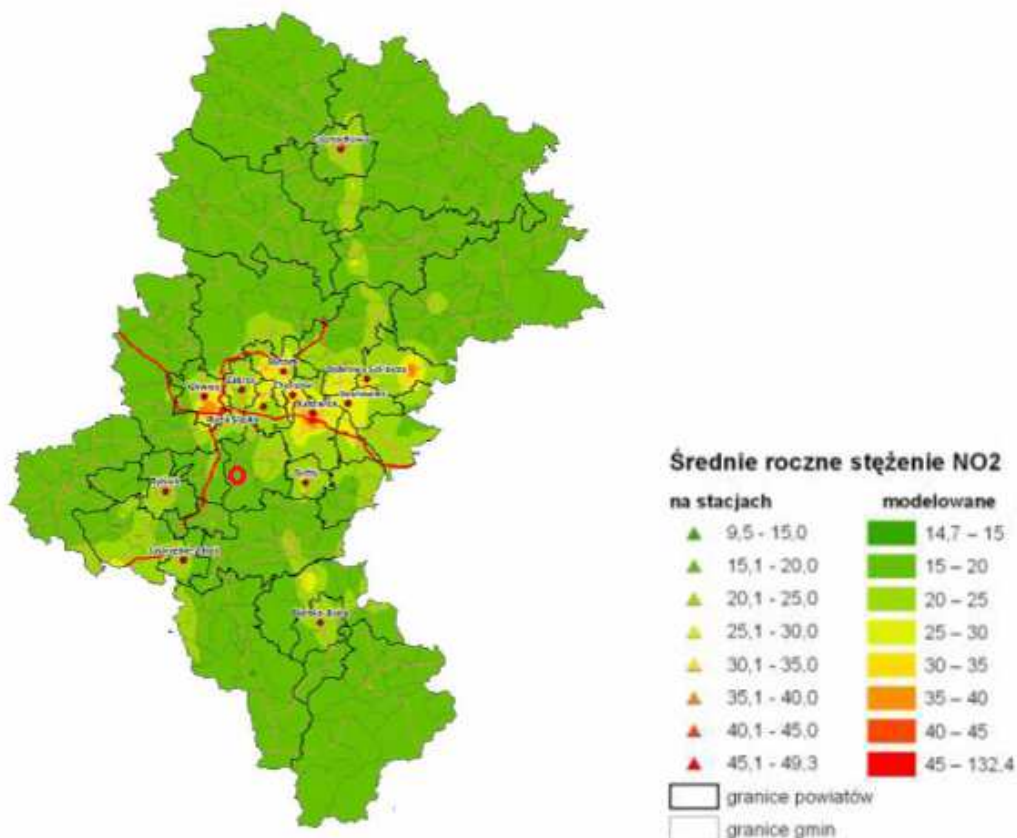 Częstochowa
Bytom
Dąbrowa Górnicza
Zabrze
Chorzów
Gliwice
Sosnowiec
Katowice
Ruda Śląska
Tychy
Rybnik
Jastrzębie-Zdrój
Bielsko-Biała
Średnie roczne stężenie NO2
na stacjach modelowane
9,5 - 15,0 14,7 – 15
15,1 - 20,0 15 – 20
20,1 - 25,0 20 – 25
25,1 - 30,0 25 – 30
30,1 - 35,0 30 – 35
35,1 - 40,0 35 – 40
40,1 - 45,0 40 – 45
45,1 - 49,3 45 – 132,4
granice powiatów
granice gmin